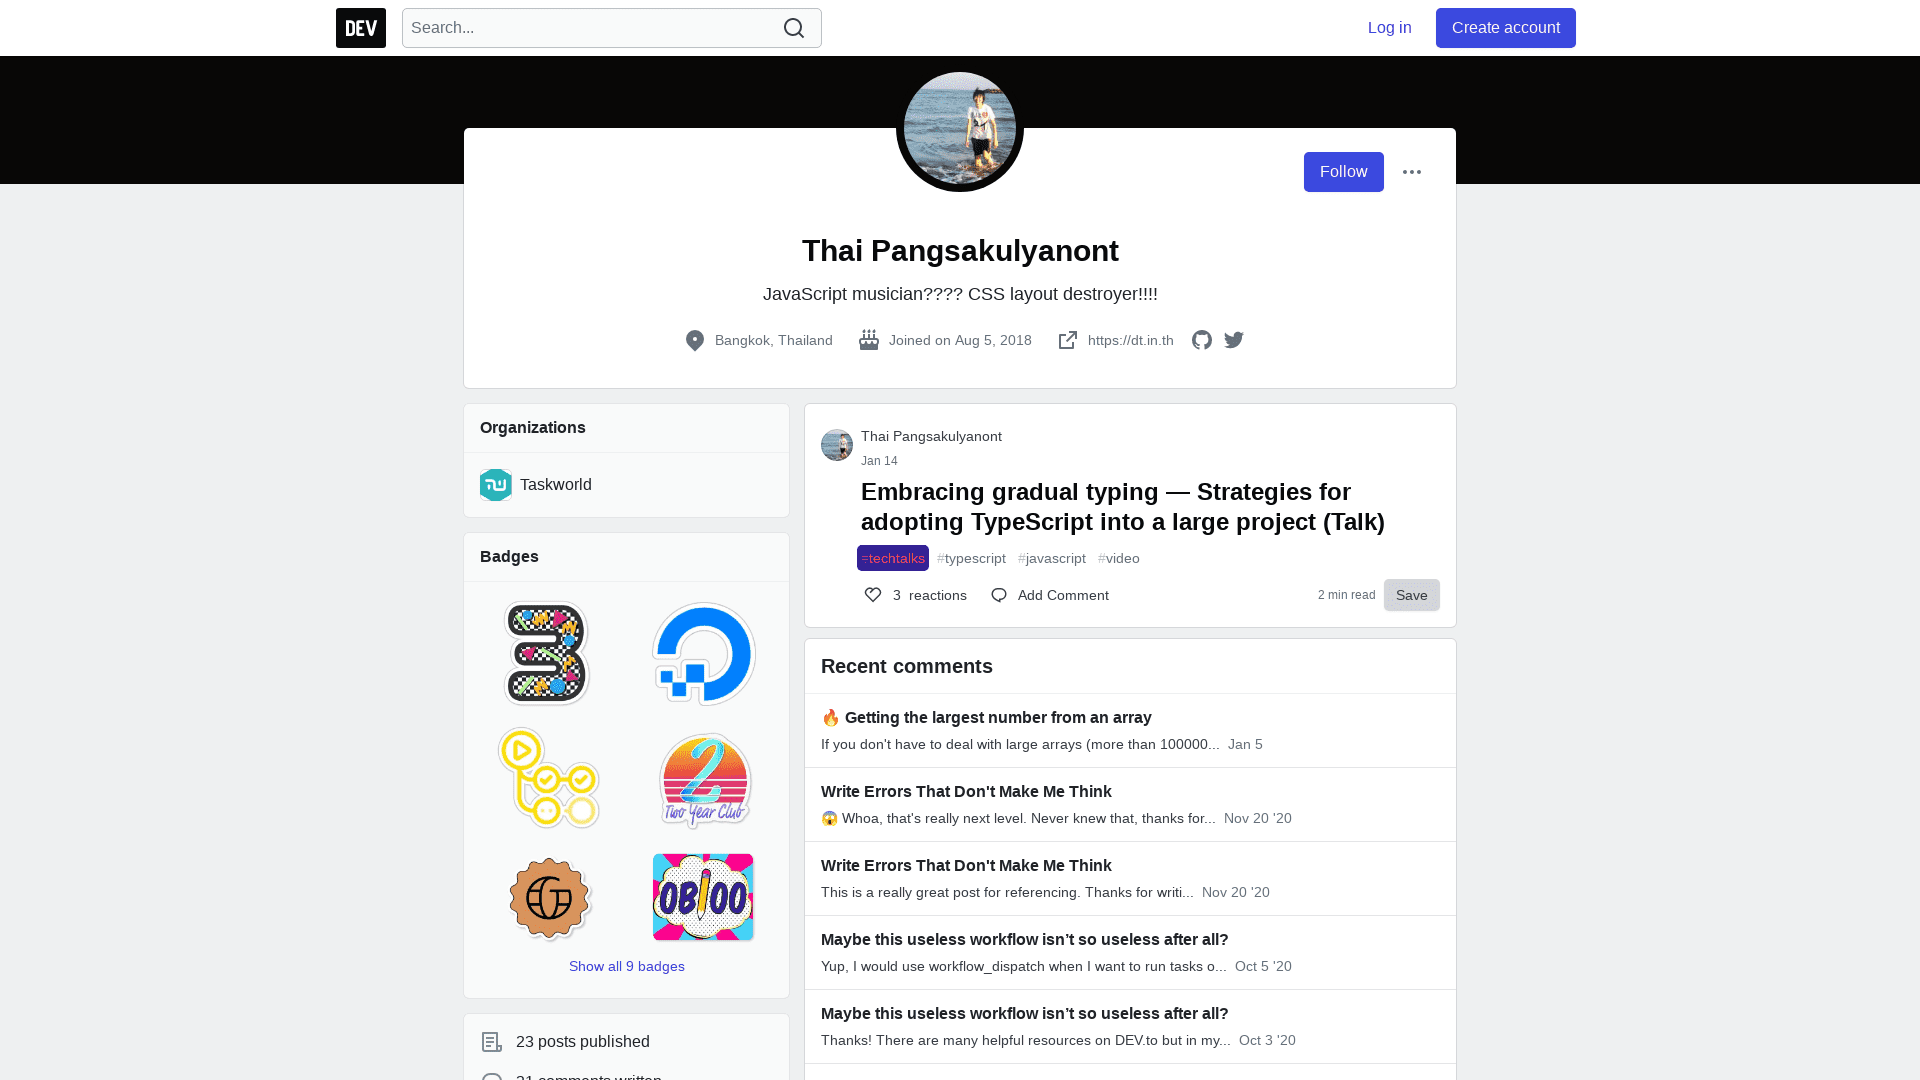 DEV
Search...
Log in
Create account
Follow
Thai Pangsakulyanont
JavaScript musician???? CSS layout destroyer!!!!
Bangkok, Thailand
Joined on Aug 5, 2018
https://dt.in.th
Organizations
Taskworld
Badges
Two Year Club
Show all 9 badges
23 posts published
Thai Pangsakulyanont
Jan 14
Embracing gradual typing — Strategies for
adopting TypeScript into a large project (Talk)
#techtalks #typescript #javascript #video
3 reactions
Add Comment
2 min read
Save
Recent comments
🔥 Getting the largest number from an array
If you don't have to deal with large arrays (more than 100000... Jan 5
Write Errors That Don't Make Me Think
😱 Whoa, that's really next level. Never knew that, thanks for... Nov 20 '20
Write Errors That Don't Make Me Think
This is a really great post for referencing. Thanks for writi... Nov 20 '20
Maybe this useless workflow isn’t so useless after all?
Yup, I would use workflow_dispatch when I want to run tasks o... Oct 5 '20
Maybe this useless workflow isn’t so useless after all?
Thanks! There are many helpful resources on DEV.to but in my... Oct 3 '20